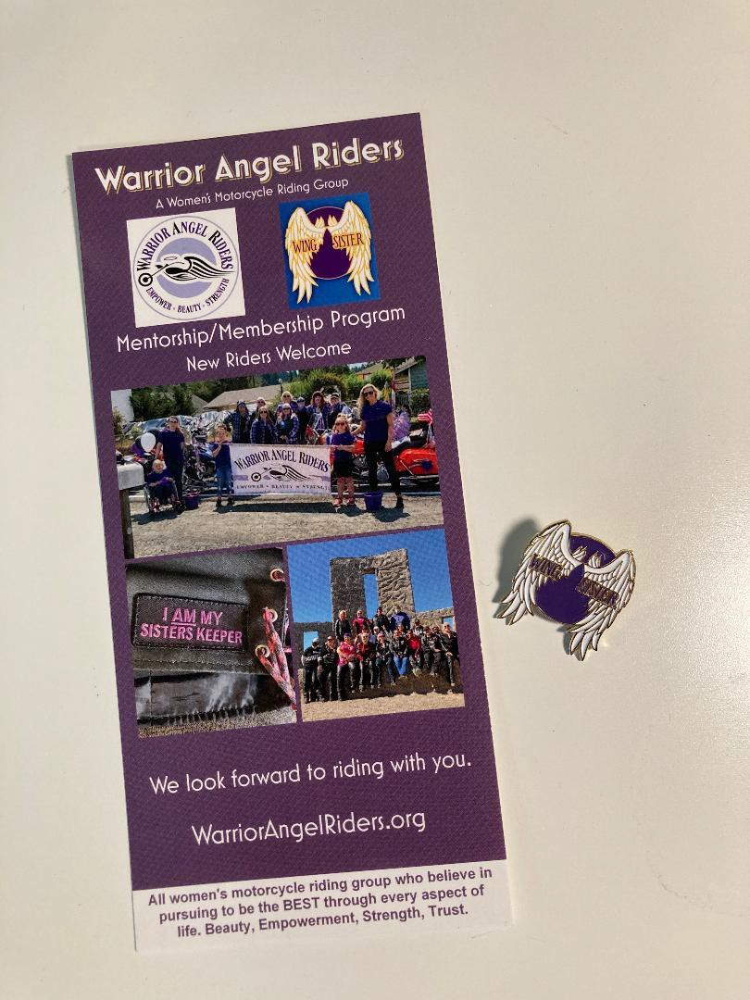 Warrior Angel Riders
A Women's Motorcycle Riding Group
WARRIOR ANGEL RIDERS
EMPOWER • BEAUTY • STRENGTH
WING SISTER
Mentorship/Membership Program
New Riders Welcome
WARRIOR ANGEL RIDERS
EMPOWER • BEAUTY • STRENGTH
I AM MY
SISTERS KEEPER
WING SISTER
We look forward to riding with you.
WarriorAngelRiders.org
All women's motorcycle riding group who believe in
pursuing to be the BEST through every aspect of
life. Beauty, Empowerment, Strength, Trust.